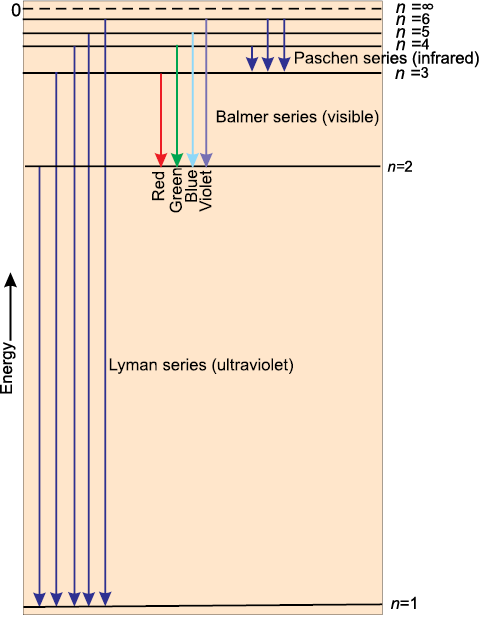 0
n =∞
n =6
n =5
n =4
Paschen series (infrared)
n =3
Balmer series (visible)
n=2
Red
Green
Blue
Violet
Energy
Lyman series (ultraviolet)
n=1